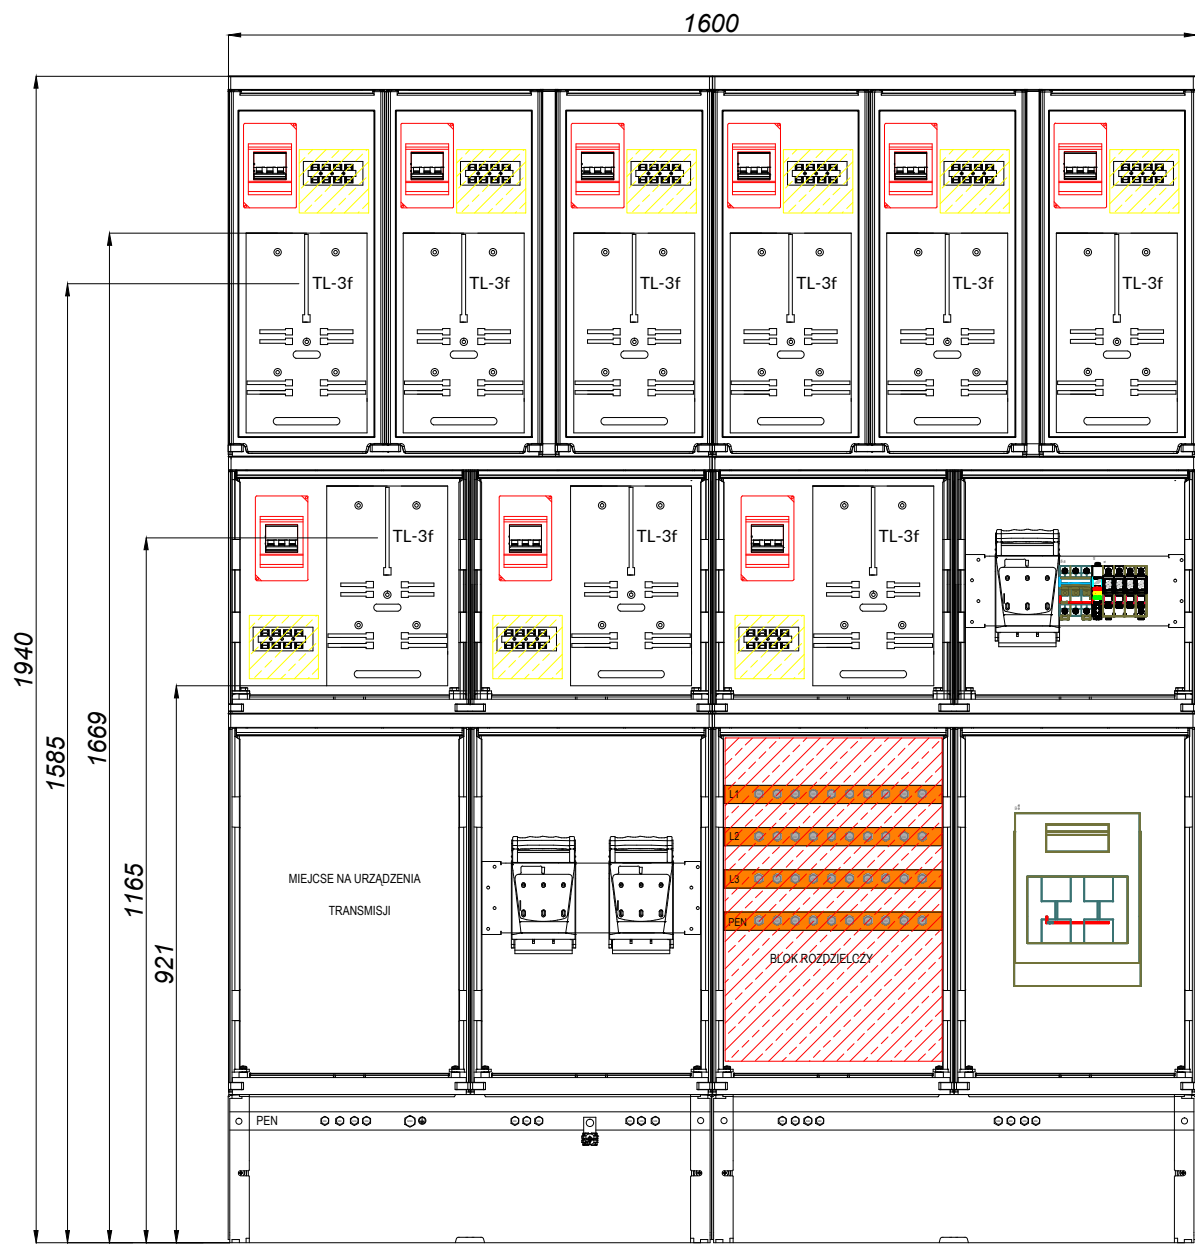 1600
TL-3f TL-3f TL-3f TL-3f TL-3f TL-3f
TL-3f TL-3f TL-3f
1940
1585
1669
1165
921
L1
L2
L3
PEN
MIEJCSE NA URZĄDZENIA
TRANSMISJI
BLOK ROZDZIELCZY
PEN